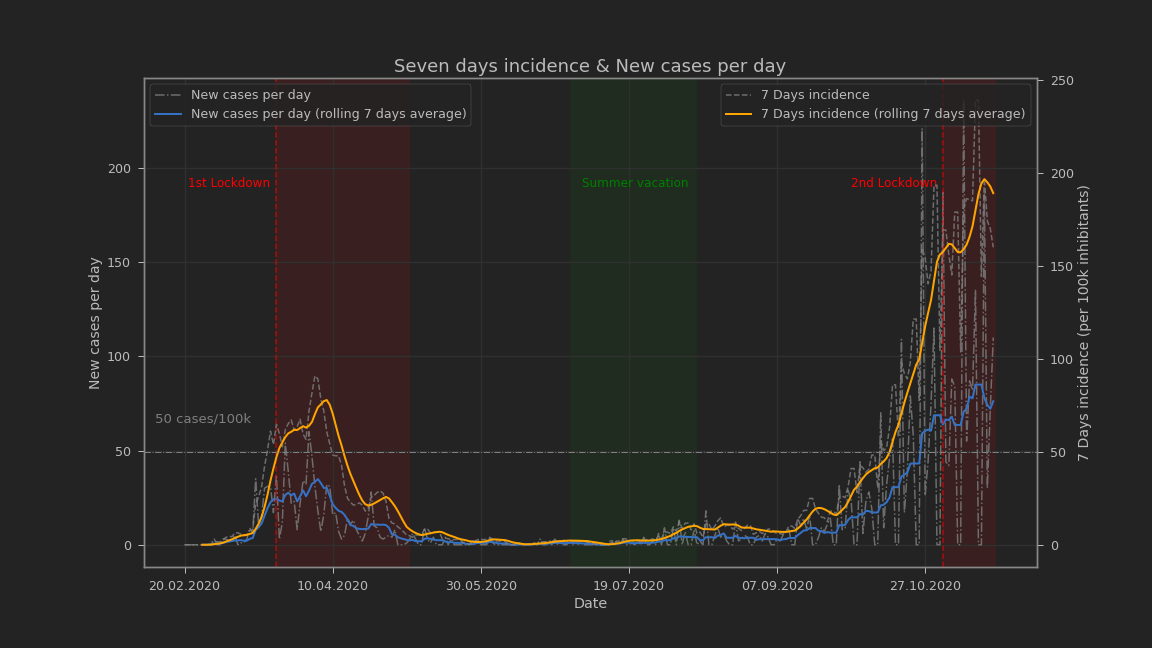 Seven days incidence & New cases per day
New cases per day
New cases per day (rolling 7 days average)
7 Days incidence
7 Days incidence (rolling 7 days average)
1st Lockdown
Summer vacation
2nd Lockdown
50 cases/100k
New cases per day
200
150
100
50
0
250
200
150
100
50
0
7 Days incidence (per 100k inhibitants)
20.02.2020
10.04.2020
30.05.2020
19.07.2020
07.09.2020
27.10.2020
Date